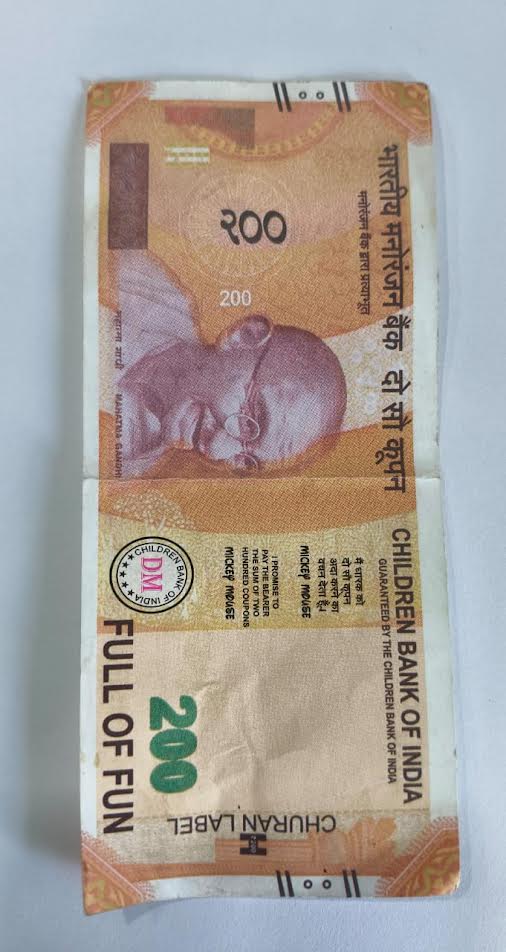 भारतीय मनोरंजन बैंक दो सौ कूपन
मनोरंजन बैंक द्वारा प्रत्याभूत
CHILDREN BANK OF INDIA
GUARANTEED BY THE CHILDREN BANK OF INDIA
२००
200
मैं धारक को
दो सौ कूपन
अदा करने का
वचन देता हूँ।
MICKEY MOUSE
I PROMISE TO
PAY THE BEARER
THE SUM OF TWO
HUNDRED COUPONS
MICKEY MOUSE
महात्मा गांधी MAHATMA GANDHI
CHILDREN BANK OF INDIA
DM
200
FULL OF FUN
CHURAN LABEL